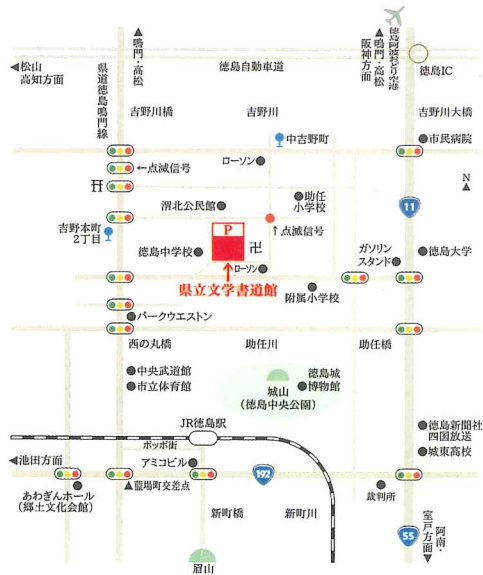 ▲鳴門・高松
▲鳴門・高松
阪神方面
徳島阿波おどり空港
◀松山
高知方面
県道徳島鳴門線
徳島自動車道
徳島IC
吉野川橋
吉野川
吉野川大橋
中吉野町
市民病院
ローソン
←点滅信号
助任
小学校
N
11
渭北公民館
↑点滅信号
吉野本町
2丁目
P
卍
徳島中学校
ガソリン
スタンド
徳島大学
ローソン
県立文学書道館
附属小学校
パークウエストン
西の丸橋
助任川
助任橋
中央武道館
市立体育館
徳島城
博物館
城山
(徳島中央公園)
JR徳島駅
徳島新聞社
四国放送
ポッポ街
城東高校
◀池田方面
アミコビル
192
あわぎんホール
(郷土文化会館)
▲藍場町交差点
裁判所
新町橋
新町川
55
阿南・
室戸方面▼
眉山